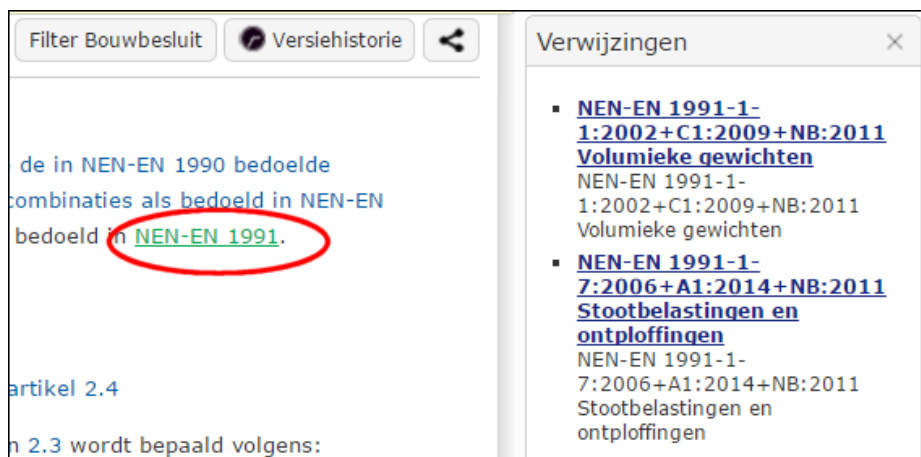 Filter Bouwbesluit Versiehistorie
de in NEN-EN 1990 bedoelde
combinaties als bedoeld in NEN-EN
bedoeld in NEN-EN 1991.
artikel 2.4
2.3 wordt bepaald volgens:
Verwijzingen
NEN-EN 1991-1-
1:2002+C1:2009+NB:2011
Volumieke gewichten
NEN-EN 1991-1-
1:2002+C1:2009+NB:2011
Volumieke gewichten
NEN-EN 1991-1-
7:2006+A1:2014+NB:2011
Stootbelastingen en
ontploffingen
NEN-EN 1991-1-
7:2006+A1:2014+NB:2011
Stootbelastingen en
ontploffingen